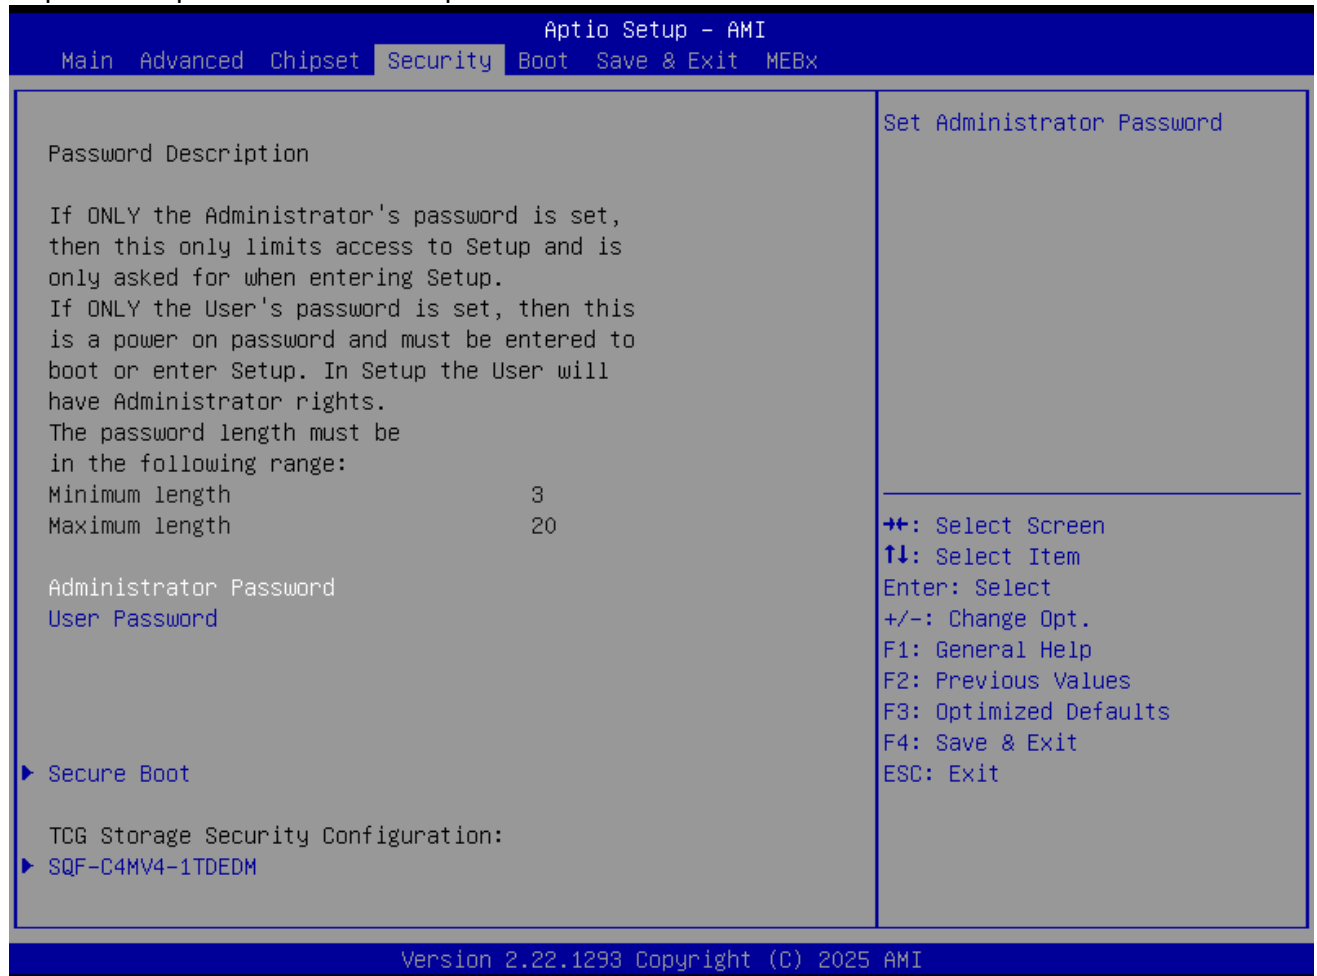 Aptio Setup – AMI
Main Advanced Chipset Security Boot Save & Exit MEBx
Password Description
If ONLY the Administrator's password is set,
then this only limits access to Setup and is
only asked for when entering Setup.
If ONLY the User's password is set, then this
is a power on password and must be entered to
boot or enter Setup. In Setup the User will
have Administrator rights.
The password length must be
in the following range:
Minimum length 3
Maximum length 20
Administrator Password
User Password
Secure Boot
TCG Storage Security Configuration:
SQF-C4MV4-1TDEDM
Set Administrator Password
→←: Select Screen
↑↓: Select Item
Enter: Select
+/-: Change Opt.
F1: General Help
F2: Previous Values
F3: Optimized Defaults
F4: Save & Exit
ESC: Exit
Version 2.22.1293 Copyright (C) 2025 AMI